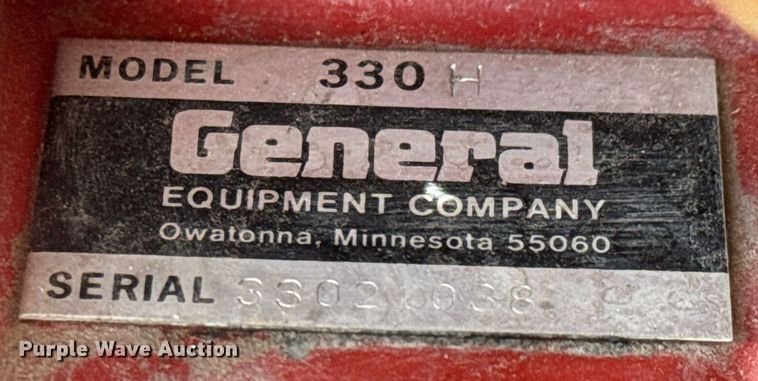 MODEL 330 H
General
EQUIPMENT COMPANY
Owatonna, Minnesota 55060
SERIAL
Purple Wave Auction